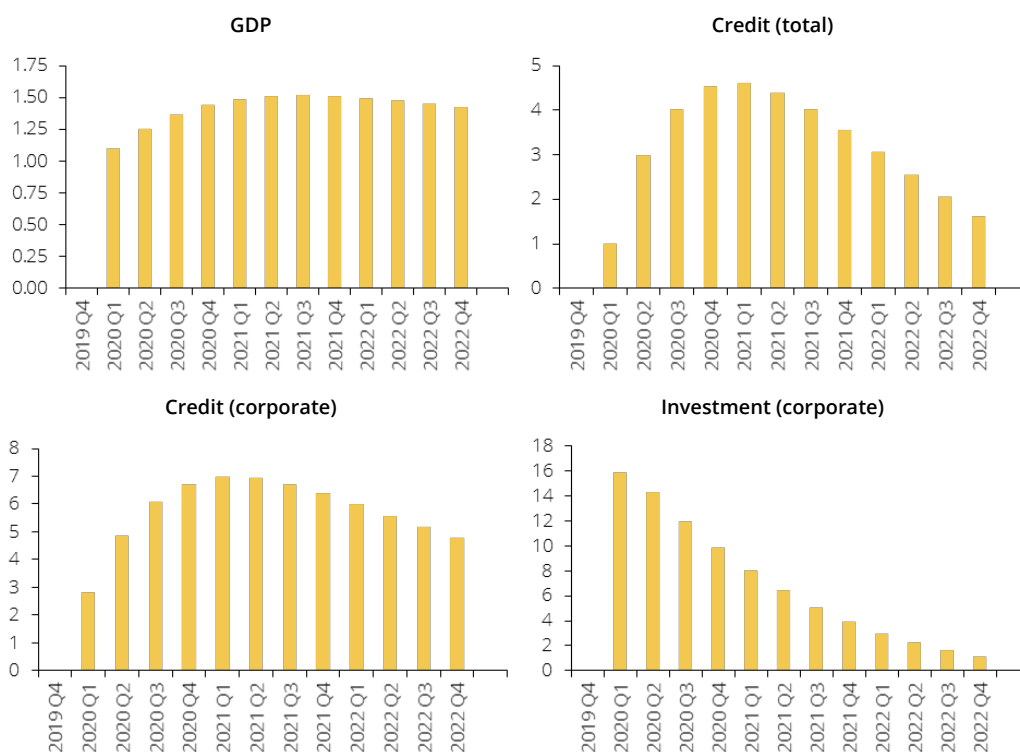 GDP
1.75
1.50
1.25
1.00
0.75
0.50
0.25
0.00
2019 Q4
2020 Q1
2020 Q2
2020 Q3
2020 Q4
2021 Q1
2021 Q2
2021 Q3
2021 Q4
2022 Q1
2022 Q2
2022 Q3
2022 Q4
Credit (total)
5
4
3
2
1
0
2019 Q4
2020 Q1
2020 Q2
2020 Q3
2020 Q4
2021 Q1
2021 Q2
2021 Q3
2021 Q4
2022 Q1
2022 Q2
2022 Q3
2022 Q4
Credit (corporate)
8
7
6
5
4
3
2
1
0
2019 Q4
2020 Q1
2020 Q2
2020 Q3
2020 Q4
2021 Q1
2021 Q2
2021 Q3
2021 Q4
2022 Q1
2022 Q2
2022 Q3
2022 Q4
Investment (corporate)
18
16
14
12
10
8
6
4
2
0
2019 Q4
2020 Q1
2020 Q2
2020 Q3
2020 Q4
2021 Q1
2021 Q2
2021 Q3
2021 Q4
2022 Q1
2022 Q2
2022 Q3
2022 Q4